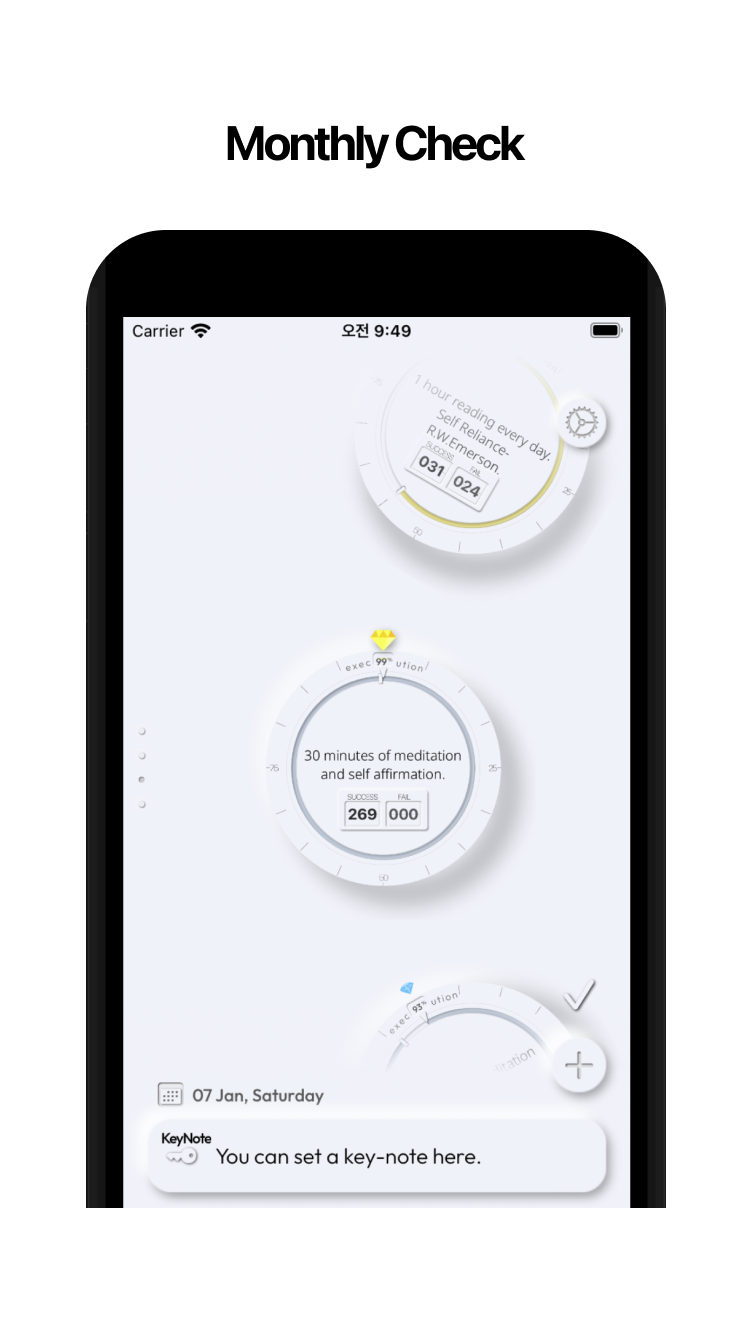 Monthly Check
Carrier
오전 9:49
1 hour reading every day.
Self Reliance-
R.W.Emerson.
SUCCESS FAIL
031 024
25
50
75
exec 99% ution
30 minutes of meditation
and self affirmation.
SUCCESS FAIL
269 000
75
25
50
exec 93% ution
07 Jan, Saturday
KeyNote
You can set a key-note here.